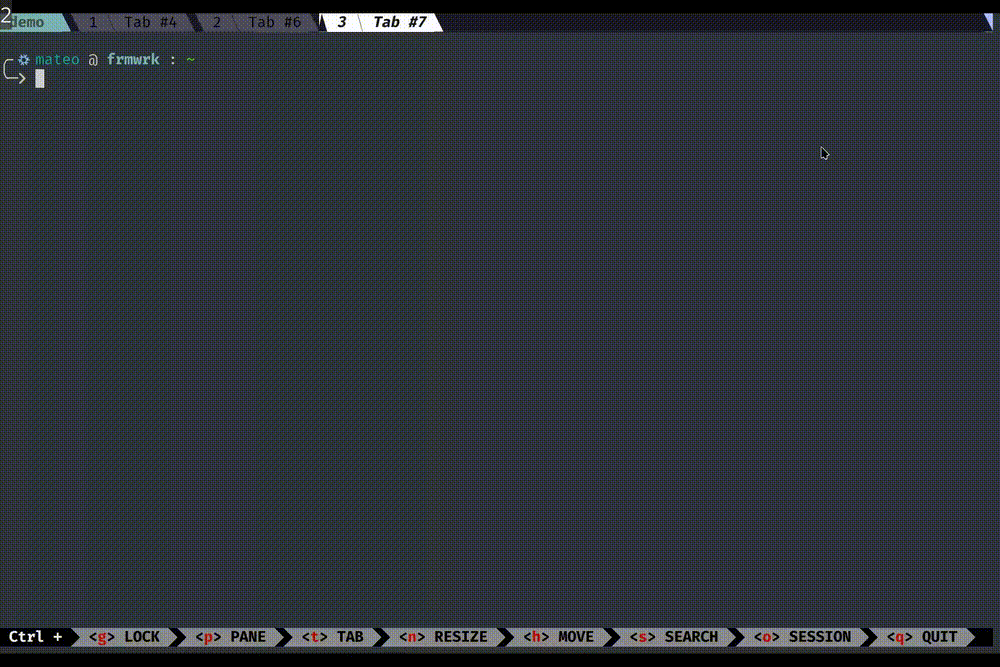 2
demo 1 Tab #4 2 Tab #6 3 Tab #7
mateo @ frmwrk : ~
>
Ctrl + <g> LOCK <p> PANE <t> TAB <n> RESIZE <h> MOVE <s> SEARCH <o> SESSION <q> QUIT